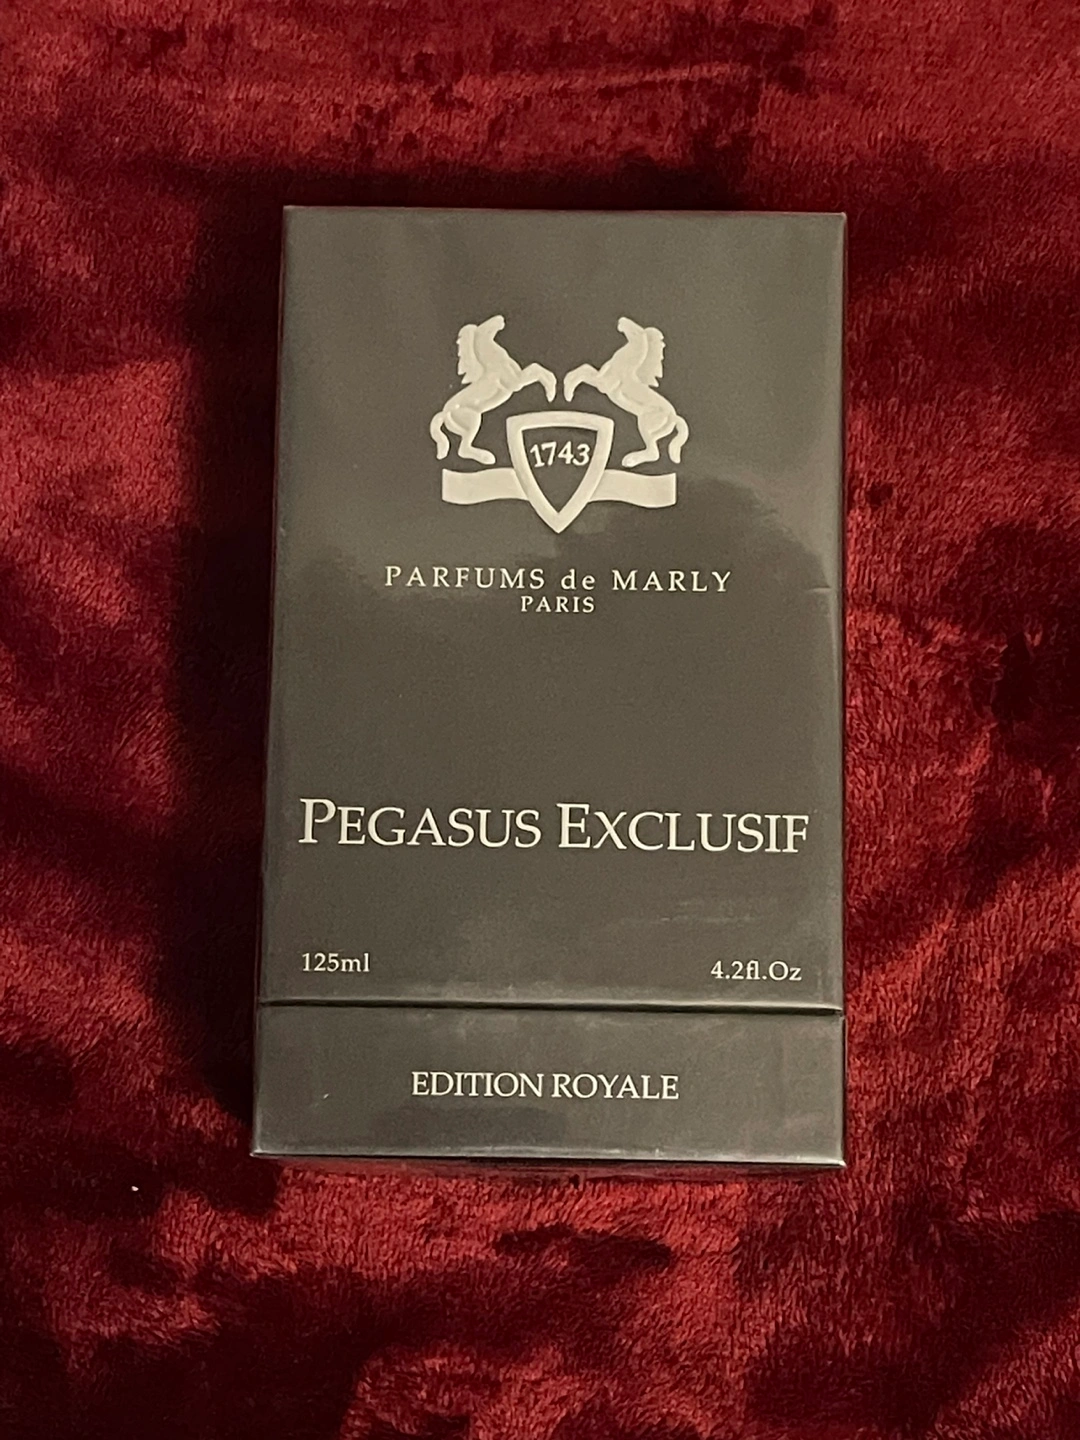 1743
PARFUMS de MARLY
PARIS
PEGASUS EXCLUSIF
125ml 4.2fl.Oz
EDITION ROYALE